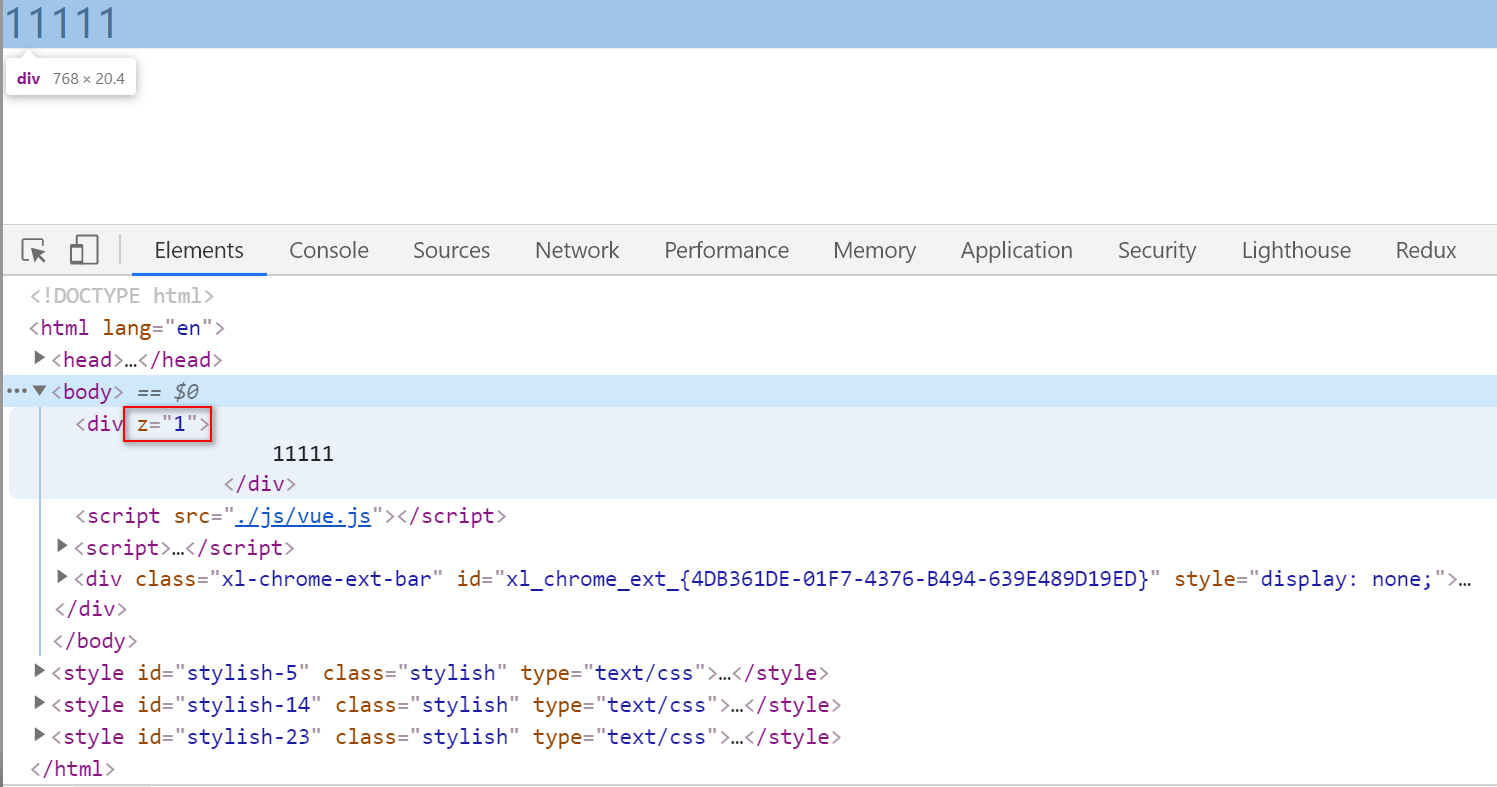 11111
div 768 × 20.4
Elements Console Sources Network Performance Memory Application Security Lighthouse Redux
<!DOCTYPE html>
<html lang="en">
<head>…</head>
<body> == $0
<div z="1">
11111
</div>
<script src="./js/vue.js"></script>
<script>…</script>
<div class="xl-chrome-ext-bar" id="xl_chrome_ext_{4DB361DE-01F7-4376-B494-639E489D19ED}" style="display: none;">…
</div>
</body>
<style id="stylish-5" class="stylish" type="text/css">…</style>
<style id="stylish-14" class="stylish" type="text/css">…</style>
<style id="stylish-23" class="stylish" type="text/css">…</style>
</html>